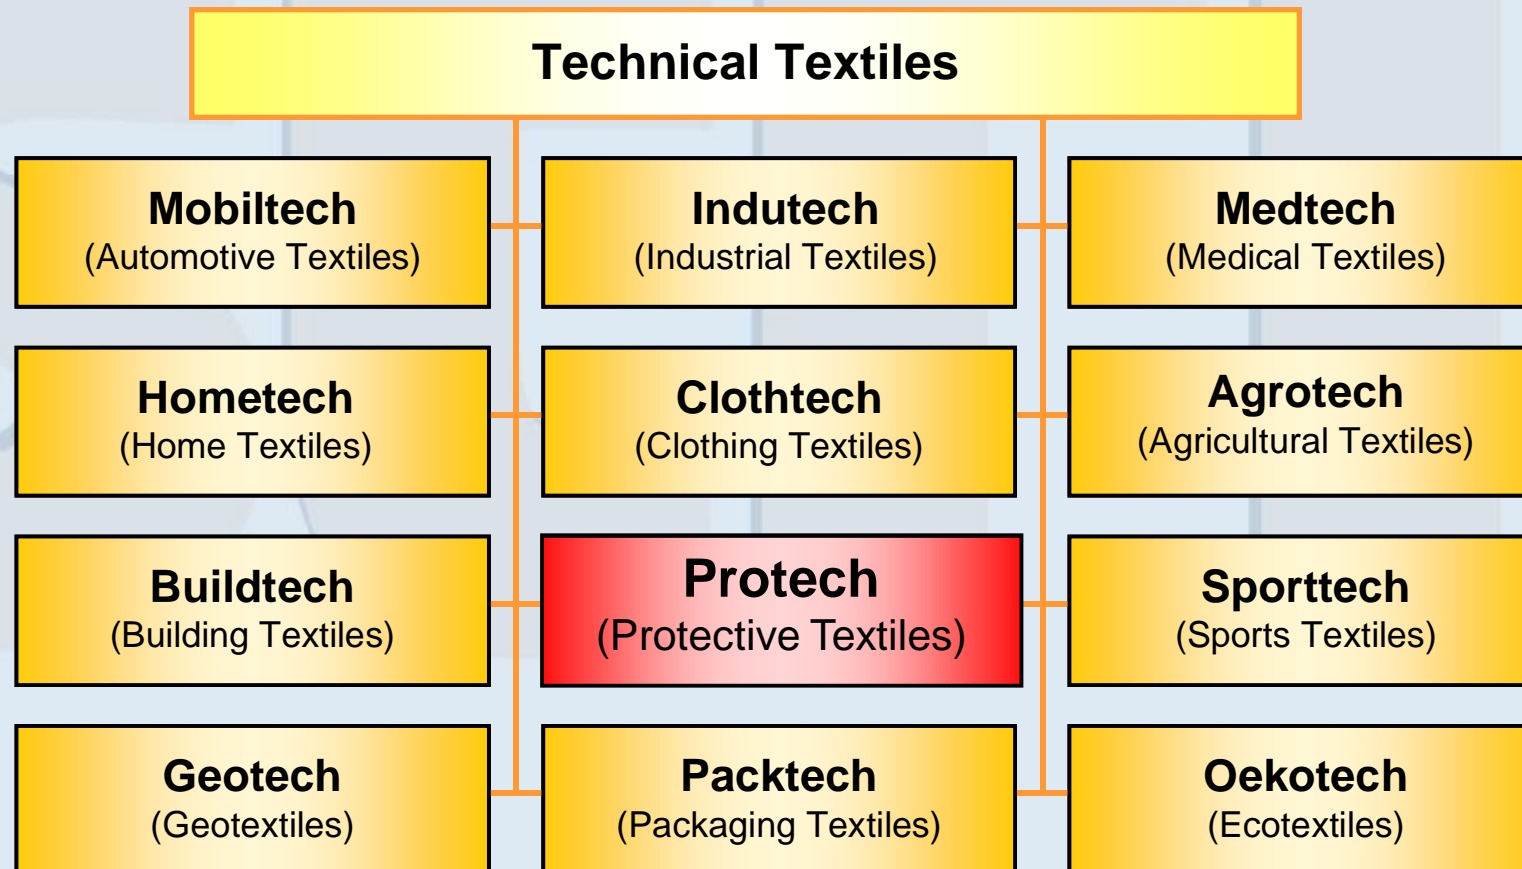 Technical Textiles
Mobiltech
(Automotive Textiles)
Indutech
(Industrial Textiles)
Medtech
(Medical Textiles)
Hometech
(Home Textiles)
Clothtech
(Clothing Textiles)
Agrotech
(Agricultural Textiles)
Buildtech
(Building Textiles)
Protech
(Protective Textiles)
Sporttech
(Sports Textiles)
Geotech
(Geotextiles)
Packtech
(Packaging Textiles)
Oekotech
(Ecotextiles)